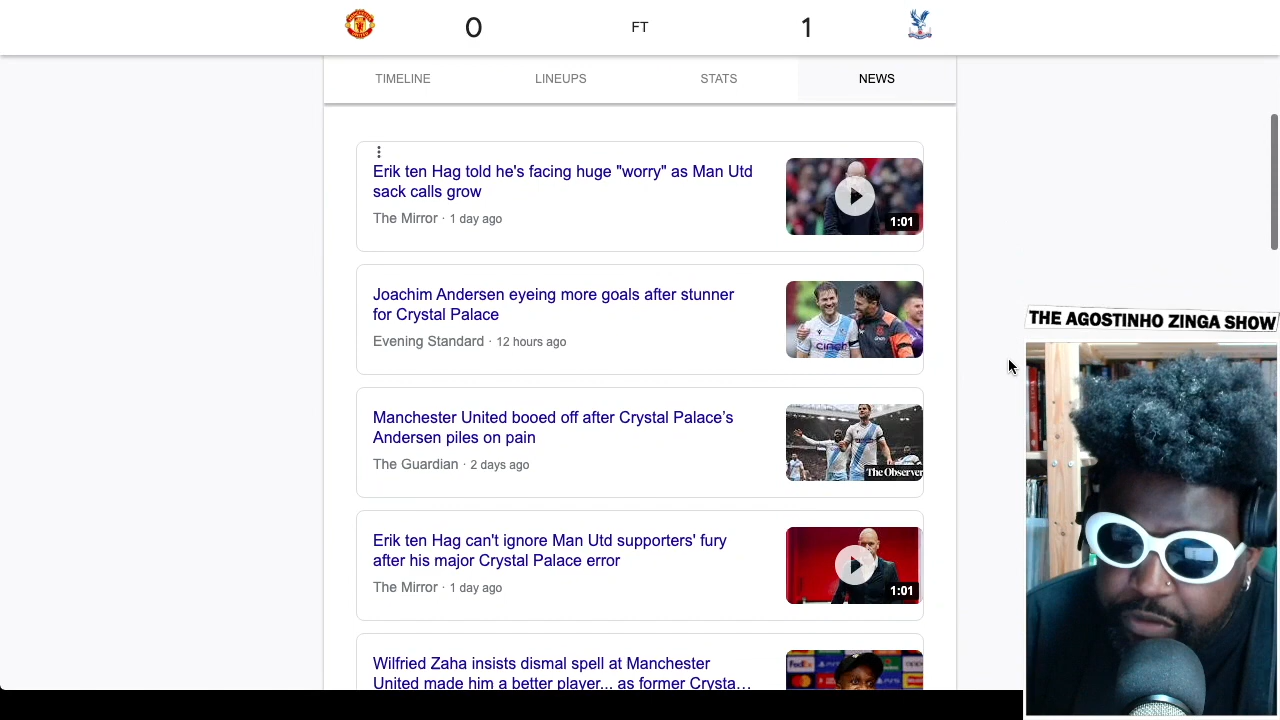 0 FT 1
TIMELINE LINEUPS STATS NEWS
Erik ten Hag told he's facing huge "worry" as Man Utd
sack calls grow
The Mirror · 1 day ago
1:01
Joachim Andersen eyeing more goals after stunner
for Crystal Palace
Evening Standard · 12 hours ago
cinch
THE AGOSTINHO ZINGA SHOW
Manchester United booed off after Crystal Palace’s
Andersen piles on pain
The Guardian · 2 days ago
The Observer
Erik ten Hag can't ignore Man Utd supporters' fury
after his major Crystal Palace error
The Mirror · 1 day ago
1:01
Wilfried Zaha insists dismal spell at Manchester
United made him a better player... as former Crysta...
FedEx